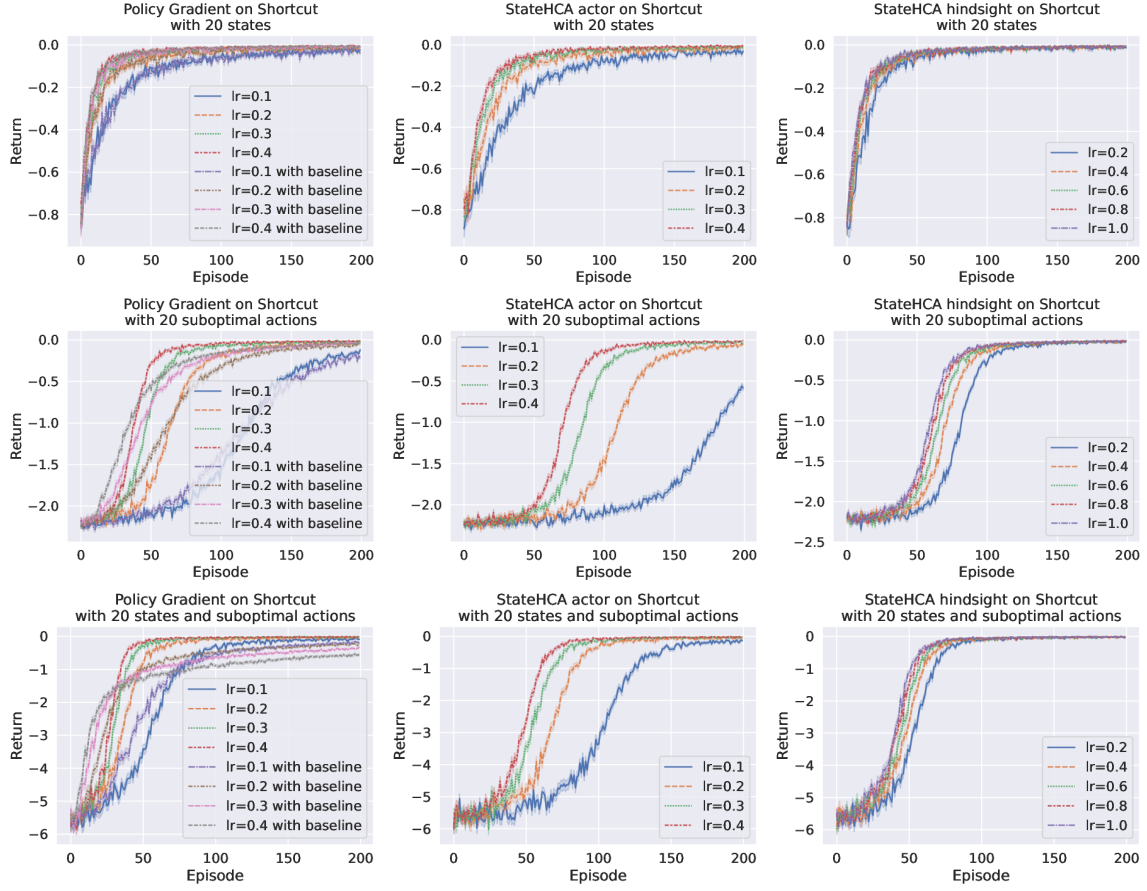 Policy Gradient on Shortcut
with 20 states
0.0
−0.2
−0.4
−0.6
−0.8
Return
lr=0.1
lr=0.2
lr=0.3
lr=0.4
lr=0.1 with baseline
lr=0.2 with baseline
lr=0.3 with baseline
lr=0.4 with baseline
0 50 100 150 200
Episode
StateHCA actor on Shortcut
with 20 states
0.0
−0.2
−0.4
−0.6
−0.8
Return
lr=0.1
lr=0.2
lr=0.3
lr=0.4
0 50 100 150 200
Episode
StateHCA hindsight on Shortcut
with 20 states
0.0
−0.2
−0.4
−0.6
−0.8
Return
lr=0.2
lr=0.4
lr=0.6
lr=0.8
lr=1.0
0 50 100 150 200
Episode
Policy Gradient on Shortcut
with 20 suboptimal actions
0.0
−0.5
−1.0
−1.5
−2.0
Return
lr=0.1
lr=0.2
lr=0.3
lr=0.4
lr=0.1 with baseline
lr=0.2 with baseline
lr=0.3 with baseline
lr=0.4 with baseline
0 50 100 150 200
Episode
StateHCA actor on Shortcut
with 20 suboptimal actions
0.0
−0.5
−1.0
−1.5
−2.0
Return
lr=0.1
lr=0.2
lr=0.3
lr=0.4
0 50 100 150 200
Episode
StateHCA hindsight on Shortcut
with 20 suboptimal actions
0.0
−0.5
−1.0
−1.5
−2.0
−2.5
Return
lr=0.2
lr=0.4
lr=0.6
lr=0.8
lr=1.0
0 50 100 150 200
Episode
Policy Gradient on Shortcut
with 20 states and suboptimal actions
0
−1
−2
−3
−4
−5
−6
Return
lr=0.1
lr=0.2
lr=0.3
lr=0.4
lr=0.1 with baseline
lr=0.2 with baseline
lr=0.3 with baseline
lr=0.4 with baseline
0 50 100 150 200
Episode
StateHCA actor on Shortcut
with 20 states and suboptimal actions
0
−1
−2
−3
−4
−5
−6
Return
lr=0.1
lr=0.2
lr=0.3
lr=0.4
0 50 100 150 200
Episode
StateHCA hindsight on Shortcut
with 20 states and suboptimal actions
0
−1
−2
−3
−4
−5
−6
Return
lr=0.2
lr=0.4
lr=0.6
lr=0.8
lr=1.0
0 50 100 150 200
Episode